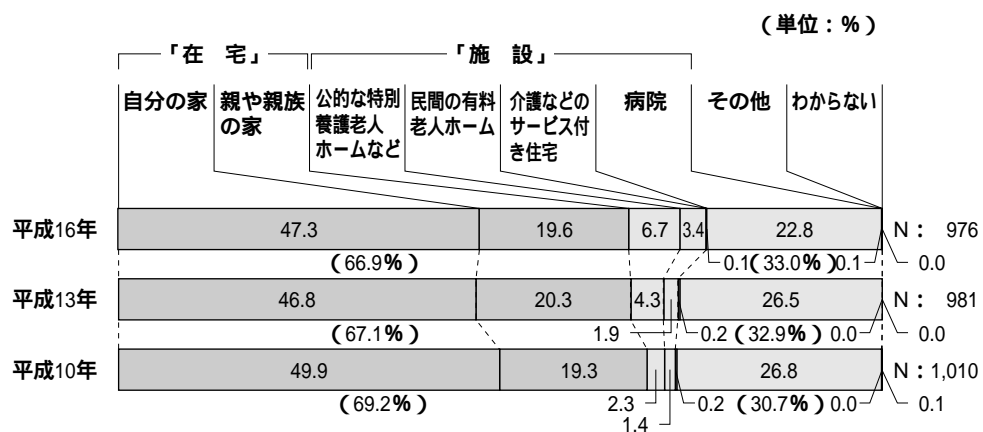 (単位：%)
「在　宅」 「施　設」
自分の家 親や親族の家 公的な特別養護老人ホームなど 民間の有料老人ホーム 介護などのサービス付き住宅 病院 その他 わからない
平成16年 47.3 19.6 6.7 3.4 22.8 N： 976
(66.9%) 0.1 (33.0%) 0.1 0.0
平成13年 46.8 20.3 4.3 26.5 N： 981
(67.1%) 1.9 0.2 (32.9%) 0.0 0.0
平成10年 49.9 19.3 26.8 N：1,010
(69.2%) 2.3 0.2 (30.7%) 0.0 0.1
1.4